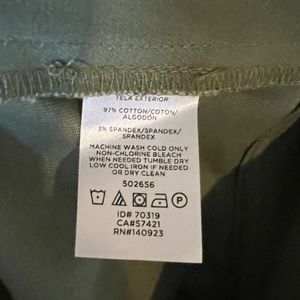 TELA EXTERIOR
97% COTTON/COTON/
ALGODÓN
3% SPANDEX/SPANDEX/
SPANDEX
MACHINE WASH COLD ONLY
NON-CHLORINE BLEACH
WHEN NEEDED TUMBLE DRY
LOW COOL IRON IF NEEDED
OR DRY CLEAN
502656
P
ID# 70319
CA#57421
RN#140923